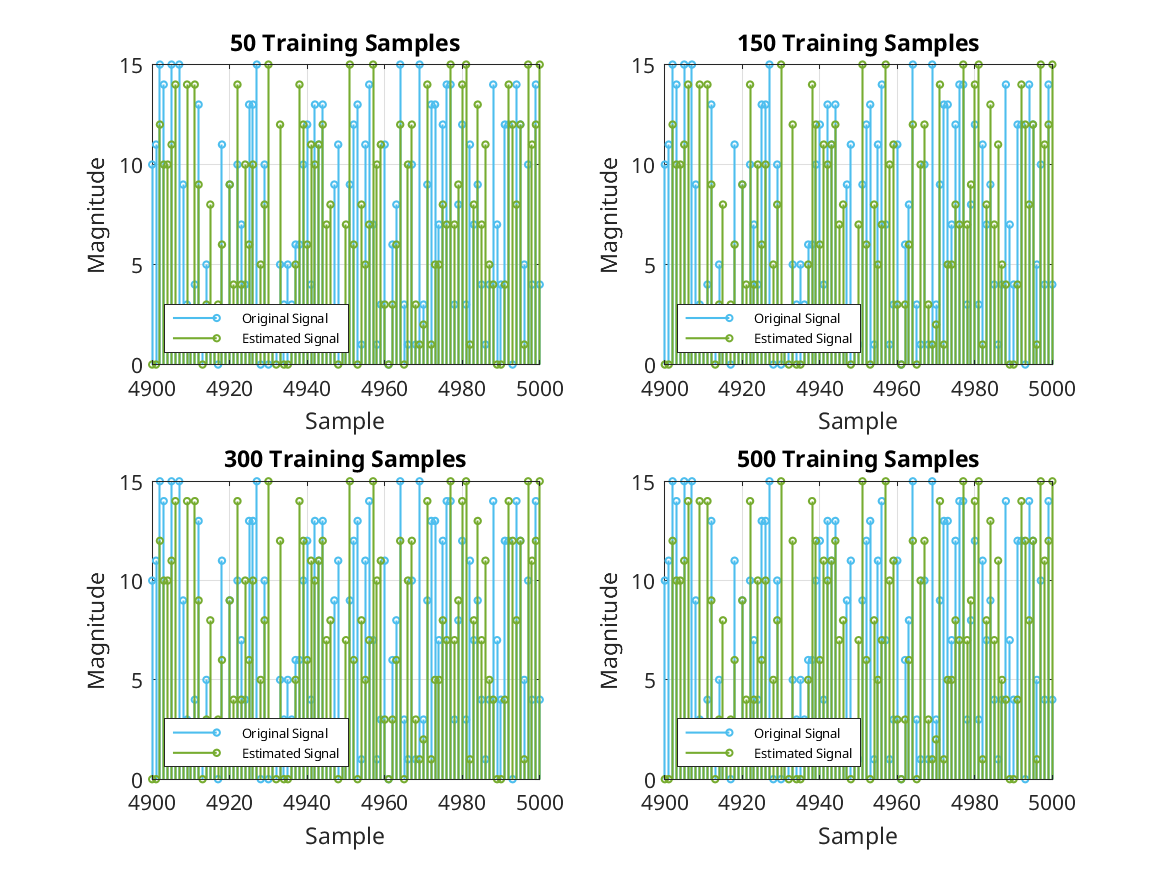 50 Training Samples
15
10
5
0
Magnitude
Original Signal
Estimated Signal
4900 4920 4940 4960 4980 5000
Sample
150 Training Samples
15
10
5
0
Magnitude
Original Signal
Estimated Signal
4900 4920 4940 4960 4980 5000
Sample
300 Training Samples
15
10
5
0
Magnitude
Original Signal
Estimated Signal
4900 4920 4940 4960 4980 5000
Sample
500 Training Samples
15
10
5
0
Magnitude
Original Signal
Estimated Signal
4900 4920 4940 4960 4980 5000
Sample